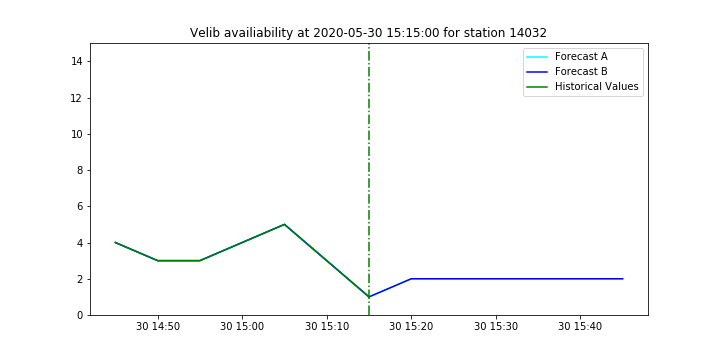 Velib availiability at 2020-05-30 15:15:00 for station 14032
Forecast A
Forecast B
Historical Values
14
12
10
8
6
4
2
0
30 14:50 30 15:00 30 15:10 30 15:20 30 15:30 30 15:40